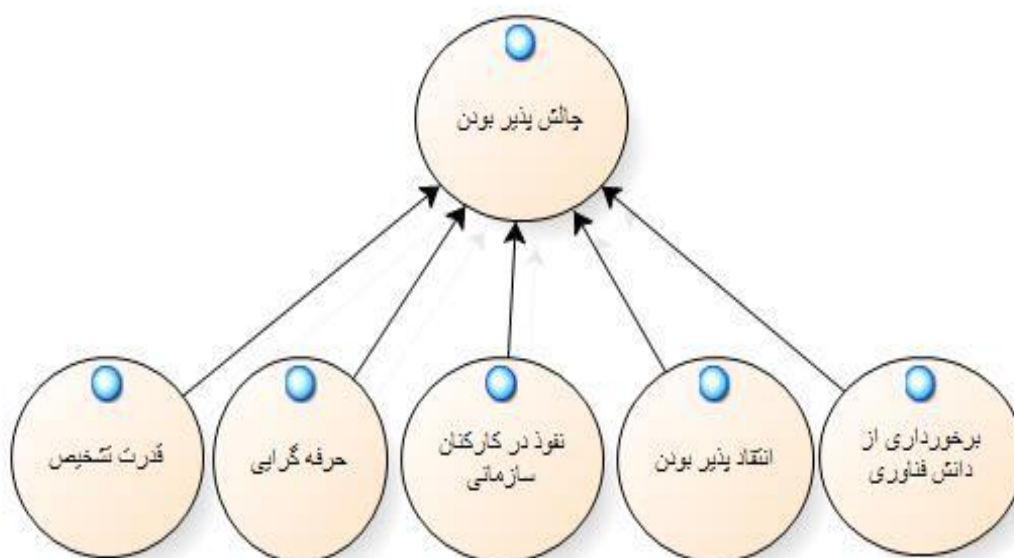 چالش پذیر بودن
برخورداری از
دانش فناوری
انتقاد پذیر بودن
نفوذ در کارکنان
سازمانی
حرفه گرایی
قدرت تشخیص